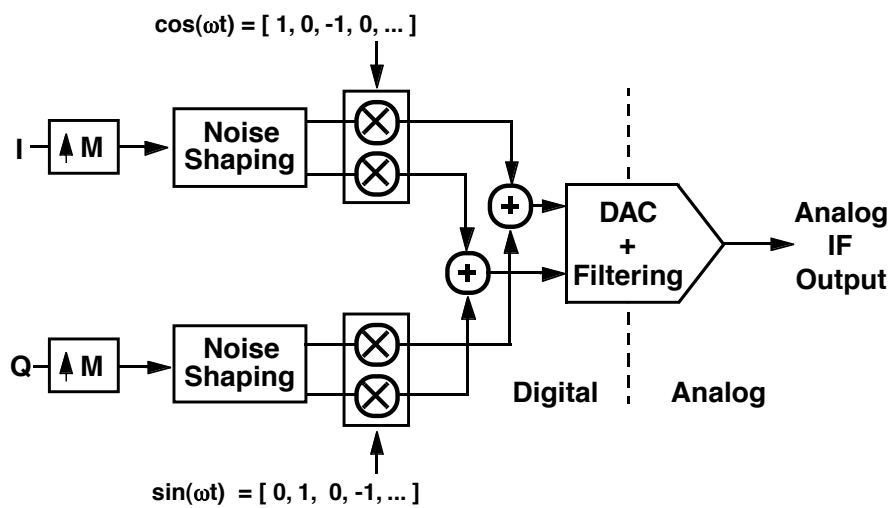 cos(ωt) = [ 1, 0, -1, 0, ... ]
I
M
Noise
Shaping
DAC
+
Filtering
Analog
IF
Output
Q
M
Noise
Shaping
Digital
Analog
sin(ωt) = [ 0, 1, 0, -1, ... ]